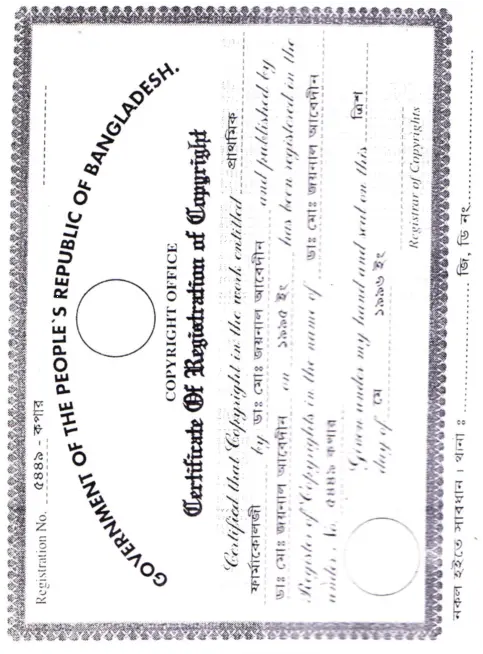 Registration No. ৫৪৪৯ - কপার
GOVERNMENT OF THE PEOPLE`S REPUBLIC OF BANGLADESH.
COPYRIGHT OFFICE
Certificate Of Registration of Copyright
Certified that Copyright in the work entitled প্রাথমিক
ফার্মাকোলজী by ডাঃ মোঃ জয়নাল আবেদীন and published by
ডাঃ মোঃ জয়নাল আবেদীন on ১৯৯৫ ইং has been registered in the
Register of Copyrights in the name of ডাঃ মোঃ জয়নাল আবেদীন
under No. ৫৪৪৯ কপার
Given under my hand and seal on this ত্রিশ
day of মে ১৯৯৬ ইং
Registrar of Copyrights
নকল হইতে সাবধান । থানা ঃ .................... জি, ডি নং....................